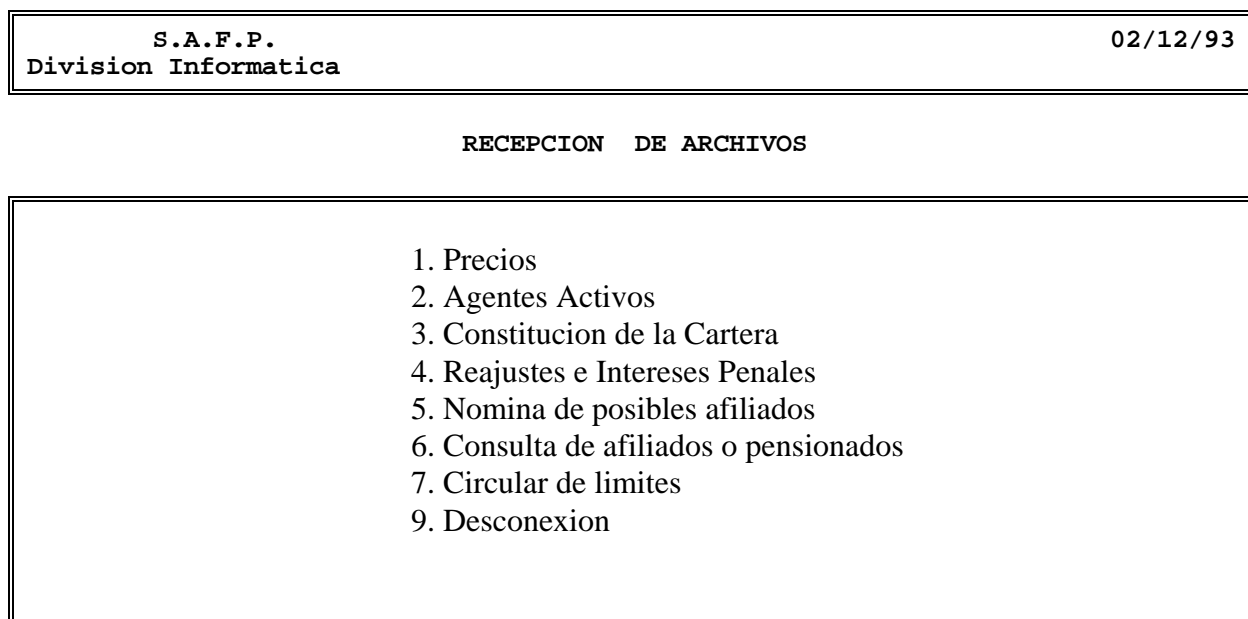 S.A.F.P. 02/12/93
Division Informatica
RECEPCION DE ARCHIVOS
1. Precios
2. Agentes Activos
3. Constitucion de la Cartera
4. Reajustes e Intereses Penales
5. Nomina de posibles afiliados
6. Consulta de afiliados o pensionados
7. Circular de limites
9. Desconexion